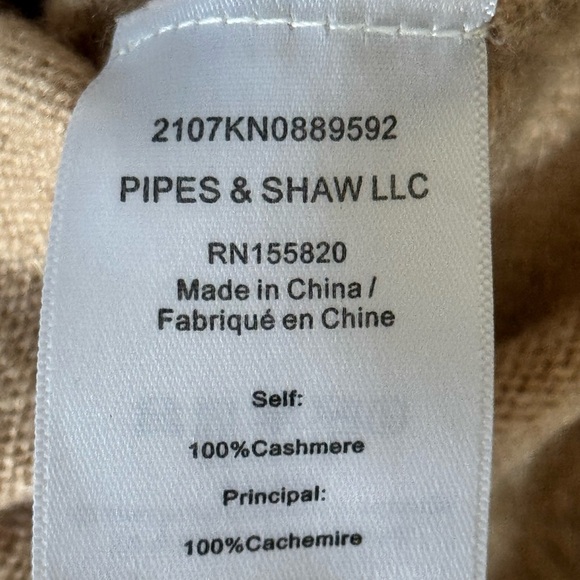 2107KN0889592
PIPES & SHAW LLC
RN155820
Made in China /
Fabriqué en Chine
Self:
100%Cashmere
Principal:
100%Cachemire